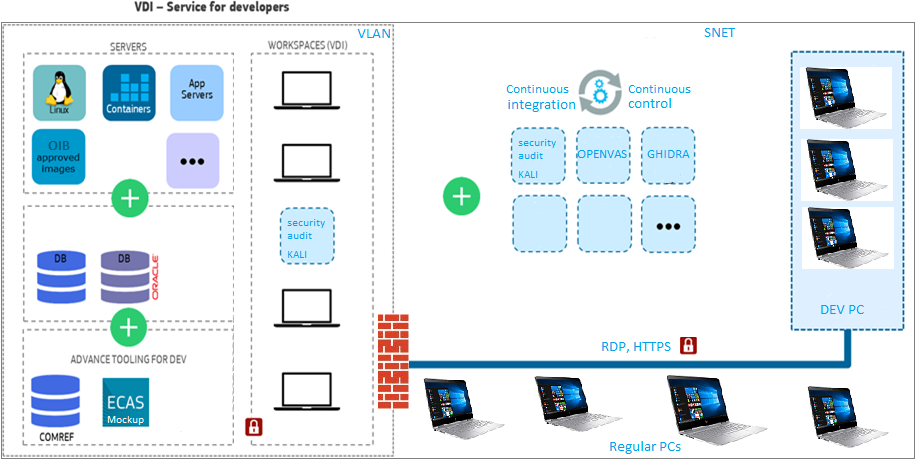 VDI – Service for developers
VLAN
SNET
SERVERS
WORKSPACES (VDI)
Linux
Containers
App
Servers
OIB
approved
images
DB
DB
ORACLE
ADVANCE TOOLING FOR DEV
COMREF
ECAS
Mockup
security
audit
KALI
Continuous
integration
Continuous
control
security
audit
KALI
OPENVAS
GHIDRA
DEV PC
RDP, HTTPS
Regular PCs